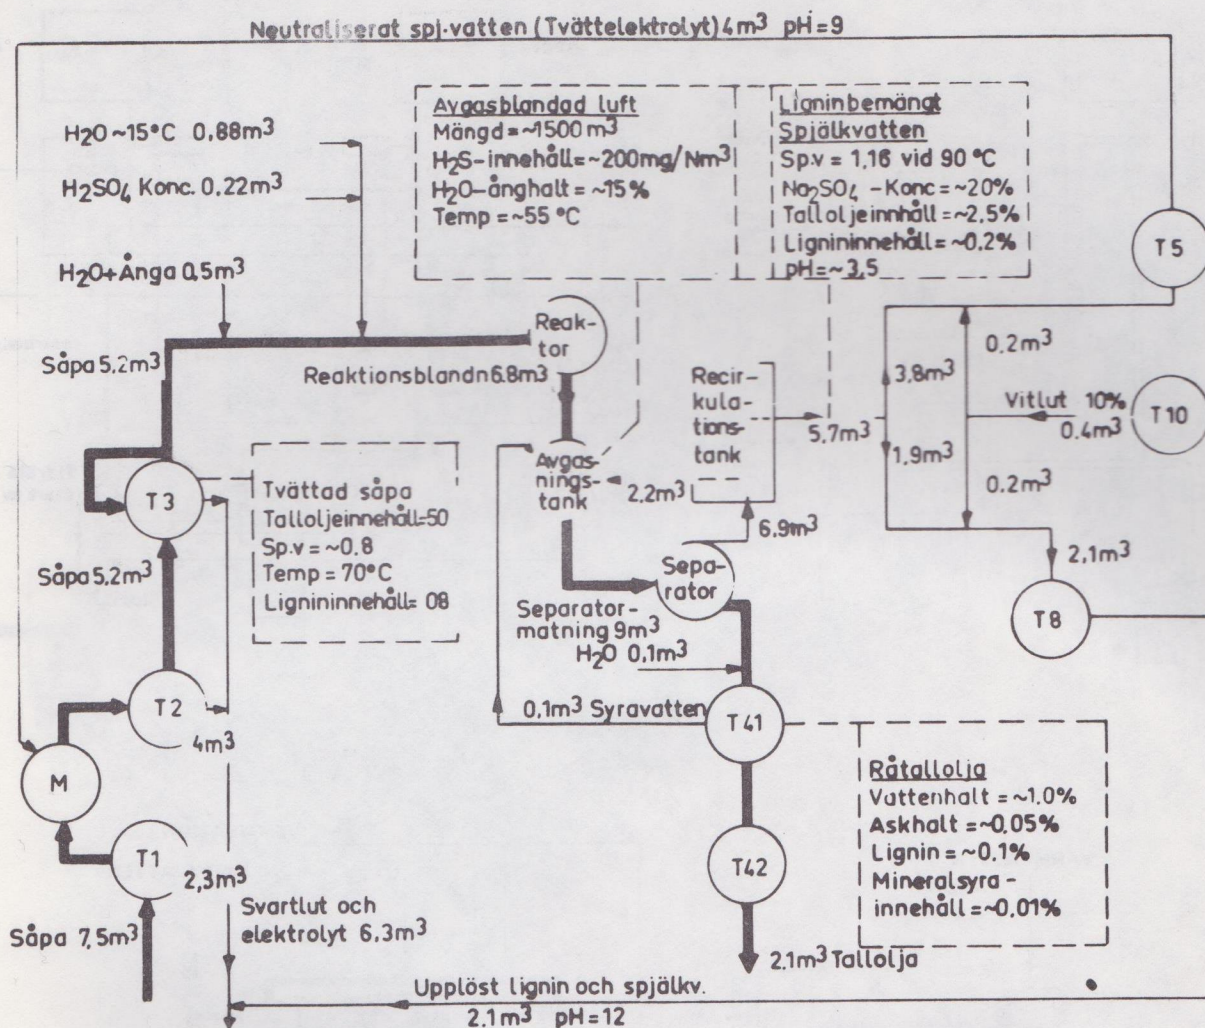 Neutraliserat spj.vatten (Tvättelektrolyt) 4m³ pH=9
H₂O ~15°C 0,88m³
H₂SO₄ Konc. 0,22m³
H₂O+Ånga 0,5m³
Avgasblandad luft
Mängd=~1500m³
H₂S-innehåll=~200mg/Nm³
H₂O-ånghalt=~15%
Temp=~55°C
Ligninbemängt
Spjälkvatten
Sp.v = 1,16 vid 90 °C
Na₂SO₄ -Konc=~20%
Talloljeinnhåll=~2,5%
Lignininnehåll=~0,2%
pH=~3,5
T5
Såpa 5,2m³
Reak-
tor
Reaktionsblandn 6.8m³
Recir-
kula-
tions-
tank
5,7m³
3,8m³
0.2m³
Vitlut 10%
0.4m³
T10
1,9m³
0.2m³
2,1m³
T8
T3
Tvättad såpa
Talloljeinnehåll=50
Sp.v=~0.8
Temp = 70°C
Lignininnehåll= 08
Avgas-
nings-
tank
2.2m³
6,9m³
Såpa 5,2m³
Sepa-
rator
Separator-
matning 9m³
H₂O 0,1m³
T2
4m³
0,1m³ Syravatten
T41
M
Råtallolja
Vattenhalt=~1.0%
Askhalt=~0.05%
Lignin=~0.1%
Mineralsyra-
innehåll=~0.01%
T1
2,3m³
T42
Såpa 7,5m³
Svartlut och
elektrolyt 6.3m³
2.1m³ Tallolja
Upplöst lignin och spjälkv.
2.1m³ pH=12